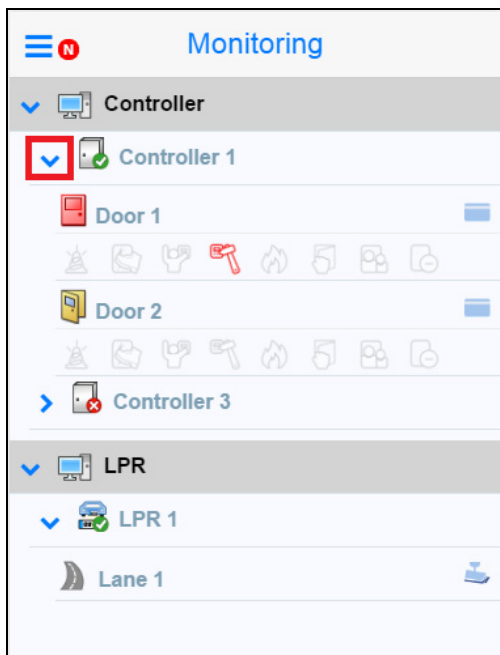 N Monitoring
Controller
Controller 1
Door 1
Door 2
Controller 3
LPR
LPR 1
Lane 1